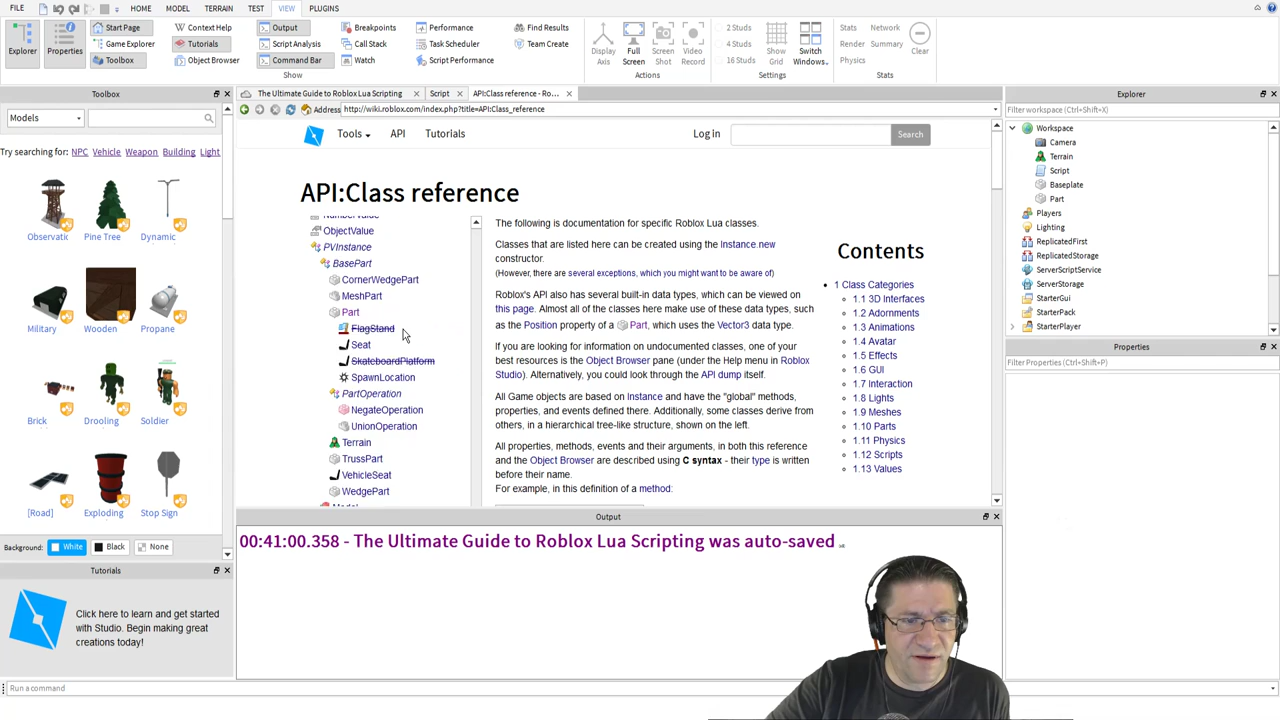 FILE HOME MODEL TERRAIN TEST VIEW PLUGINS
Explorer Properties
Start Page Context Help Output Breakpoints Performance Find Results
Game Explorer Tutorials Script Analysis Call Stack Task Scheduler Team Create
Toolbox Object Browser Command Bar Watch Script Performance
Show
Display Axis Full Screen Screen Shot Video Record
Actions
2 Studs
4 Studs
16 Studs
Show Grid Switch Windows..
Settings
Stats Network
Render Summary
Physics
Clear
Stats
Toolbox
Models
Try searching for: NPC Vehicle Weapon Building Light
Observatic Pine Tree Dynamic
Military Wooden Propane
Brick Drooling Soldier
[Road] Exploding Stop Sign
Background: White Black None
Tutorials
Click here to learn and get started
with Studio. Begin making great
creations today!
The Ultimate Guide to Roblox Lua Scripting Script API:Class reference - Ro...
Address http://wiki.roblox.com/index.php?title=API:Class_reference
Tools API Tutorials Log in Search
API:Class reference
NumberValue
ObjectValue
PVInstance
BasePart
CornerWedgePart
MeshPart
Part
FlagStand
Seat
SkateboardPlatform
SpawnLocation
PartOperation
NegateOperation
UnionOperation
Terrain
TrussPart
VehicleSeat
WedgePart
Model
The following is documentation for specific Roblox Lua classes.
Classes that are listed here can be created using the Instance.new
constructor.
(However, there are several exceptions, which you might want to be aware of)
Roblox's API also has several built-in data types, which can be viewed on
this page. Almost all of the classes here make use of these data types, such
as the Position property of a Part, which uses the Vector3 data type.
If you are looking for information on undocumented classes, one of your
best resources is the Object Browser pane (under the Help menu in Roblox
Studio). Alternatively, you could look through the API dump itself.
All Game objects are based on Instance and have the "global" methods,
properties, and events defined there. Additionally, some classes derive from
others, in a hierarchical tree-like structure, shown on the left.
All properties, methods, events and their arguments, in both this reference
and the Object Browser are described using C syntax - their type is written
before their name.
For example, in this definition of a method:
Contents
1 Class Categories
1.1 3D Interfaces
1.2 Adornments
1.3 Animations
1.4 Avatar
1.5 Effects
1.6 GUI
1.7 Interaction
1.8 Lights
1.9 Meshes
1.10 Parts
1.11 Physics
1.12 Scripts
1.13 Values
Output
00:41:00.358 - The Ultimate Guide to Roblox Lua Scripting was auto-saved
Explorer
Filter workspace (Ctrl+Shift+X)
Workspace
Camera
Terrain
Script
Baseplate
Part
Players
Lighting
ReplicatedFirst
ReplicatedStorage
ServerScriptService
ServerStorage
StarterGui
StarterPack
StarterPlayer
Properties
Filter Properties (Ctrl+Shift+P)
Run a command